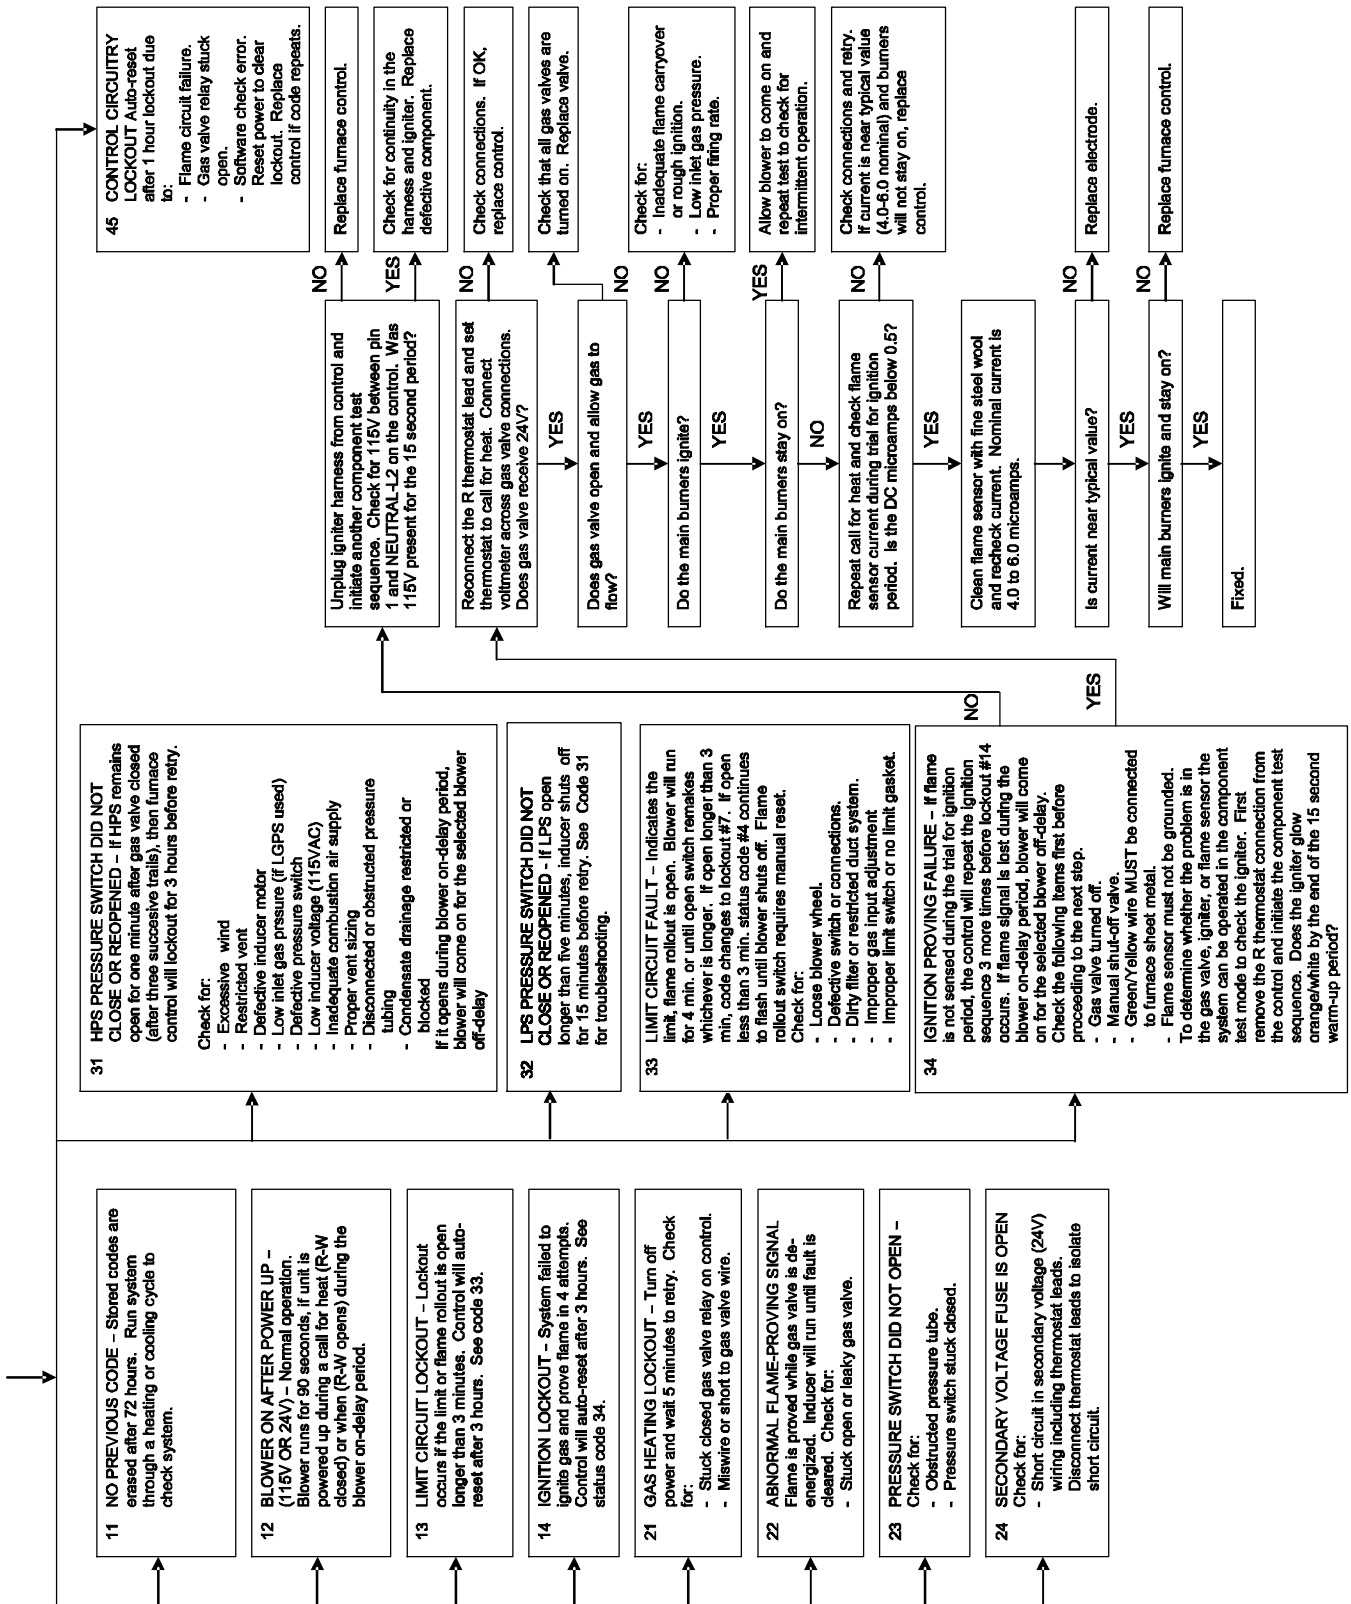 11 NO PREVIOUS CODE – Stored codes are
erased after 72 hours. Run system
through a heating or cooling cycle to
check system.
12 BLOWER ON AFTER POWER UP –
(115V OR 24V) – Normal operation.
Blower runs for 90 seconds, if unit is
powered up during a call for heat (R-W
closed) or when (R-W opens) during the
blower on-delay period.
13 LIMIT CIRCUIT LOCKOUT – Lockout
occurs if the limit or flame rollout is open
longer than 3 minutes. Control will auto-
reset after 3 hours. See code 33.
14 IGNITION LOCKOUT – System failed to
ignite gas and prove flame in 4 attempts.
Control will auto-reset after 3 hours. See
status code 34.
21 GAS HEATING LOCKOUT – Turn off
power and wait 5 minutes to retry. Check
for:
- Stuck closed gas valve relay on control.
- Miswire or short to gas valve wire.
22 ABNORMAL FLAME-PROVING SIGNAL
Flame is proved while gas valve is de-
energized. Inducer will run until fault is
cleared. Check for:
- Stuck open or leaky gas valve.
23 PRESSURE SWITCH DID NOT OPEN –
Check for:
- Obstructed pressure tube.
- Pressure switch stuck closed.
24 SECONDARY VOLTAGE FUSE IS OPEN
Check for:
- Short circuit in secondary voltage (24V)
wiring including thermostat leads.
Disconnect thermostat leads to isolate
short circuit.
31 HPS PRESSURE SWITCH DID NOT
CLOSE OR REOPENED – If HPS remains
open for one minute after gas valve closed
(after three succesive trails), then furnace
control will lockout for 3 hours before retry.
Check for:
- Excessive wind
- Restricted vent
- Defective inducer motor
- Low inlet gas pressure (if LGPS used)
- Defective pressure switch
- Low inducer voltage (115VAC)
- Inadequate combustion air supply
- Proper vent sizing
- Disconnected or obstructed pressure
tubing
- Condensate drainage restricted or
blocked
If it opens during blower on-delay period,
blower will come on for the selected blower
off-delay
32 LPS PRESSURE SWITCH DID NOT
CLOSE OR REOPENED - If LPS open
longer than five minutes, inducer shuts off
for 15 minutes before retry. See Code 31
for troubleshooting.
33 LIMIT CIRCUIT FAULT – Indicates the
limit, flame rollout is open. Blower will run
for 4 min. or until open switch remakes
whichever is longer. If open longer than 3
min, code changes to lockout #7. If open
less than 3 min. status code #4 continues
to flash until blower shuts off. Flame
rollout switch requires manual reset.
Check for:
- Loose blower wheel.
- Defective switch or connections.
- Dirty filter or restricted duct system.
- Improper gas input adjustment
- Improper limit switch or no limit gasket.
34 IGNITION PROVING FAILURE – If flame
is not sensed during the trial for ignition
period, the control will repeat the ignition
sequence 3 more times before lockout #14
occurs. If flame signal is lost during the
blower on-delay period, blower will come
on for the selected blower off-delay.
Check the following items first before
proceeding to the next step.
- Gas valve turned off.
- Manual shut-off valve.
- Green/Yellow wire MUST be connected
to furnace sheet metal.
- Flame sensor must not be grounded.
To determine whether the problem is in
the gas valve, igniter, or flame sensor the
system can be operated in the component
test mode to check the igniter. First
remove the R thermostat connection from
the control and initiate the component test
sequence. Does the igniter glow
orange/white by the end of the 15 second
warm-up period?
NO
YES
45 CONTROL CIRCUITRY
LOCKOUT Auto-reset
after 1 hour lockout due
to:
- Flame circuit failure.
- Gas valve relay stuck
open.
- Software check error.
Reset power to clear
lockout. Replace
control if code repeats.
Unplug igniter harness from control and
initiate another component test
sequence. Check for 115V between pin
1 and NEUTRAL-L2 on the control. Was
115V present for the 15 second period?
NO
Replace furnace control.
YES
Check for continuity in the
harness and igniter. Replace
defective component.
Reconnect the R thermostat lead and set
thermostat to call for heat. Connect
voltmeter across gas valve connections.
Does gas valve receive 24V?
NO
Check connections. If OK,
replace control.
YES
Does gas valve open and allow gas to
flow?
NO
Check that all gas valves are
turned on. Replace valve.
YES
Do the main burners ignite?
NO
Check for:
- Inadequate flame carryover
or rough ignition.
- Low inlet gas pressure.
- Proper firing rate.
YES
Do the main burners stay on?
YES
Allow blower to come on and
repeat test to check for
intermittent operation.
NO
Repeat call for heat and check flame
sensor current during trial for ignition
period. Is the DC microamps below 0.5?
NO
Check connections and retry.
If current is near typical value
(4.0-6.0 nominal) and burners
will not stay on, replace
control.
YES
Clean flame sensor with fine steel wool
and recheck current. Nominal current is
4.0 to 6.0 microamps.
Is current near typical value?
NO
Replace electrode.
YES
Will main burners ignite and stay on?
NO
Replace furnace control.
YES
Fixed.